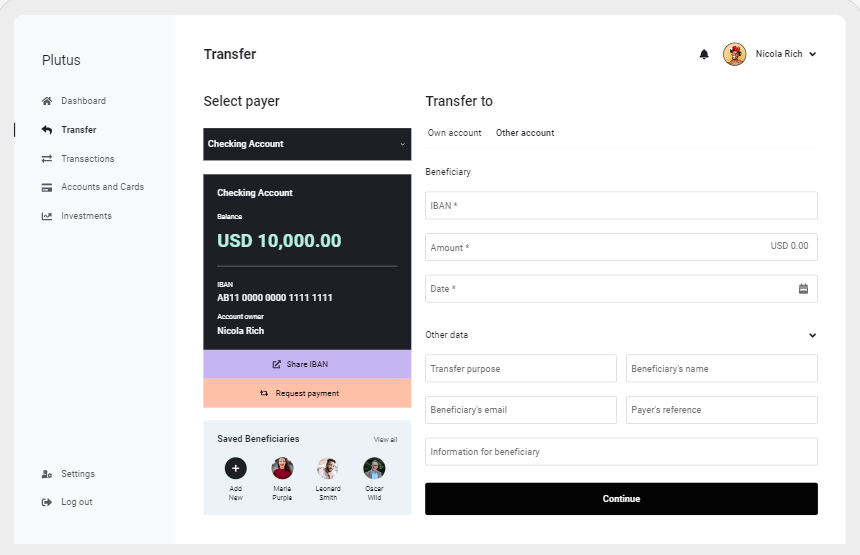 Plutus
Dashboard
Transfer
Transactions
Accounts and Cards
Investments
Settings
Log out
Transfer
Nicola Rich
Select payer
Checking Account
Checking Account
Balance
USD 10,000.00
IBAN
AB11 0000 0000 1111 1111
Account owner
Nicola Rich
Share IBAN
Request payment
Saved Beneficiaries
View all
Add
New
Marie
Purple
Leonard
Smith
Oscar
Wild
Transfer to
Own account
Other account
Beneficiary
IBAN *
Amount *
USD 0.00
Date *
Other data
Transfer purpose
Beneficiary's name
Beneficiary's email
Payer's reference
Information for beneficiary
Continue